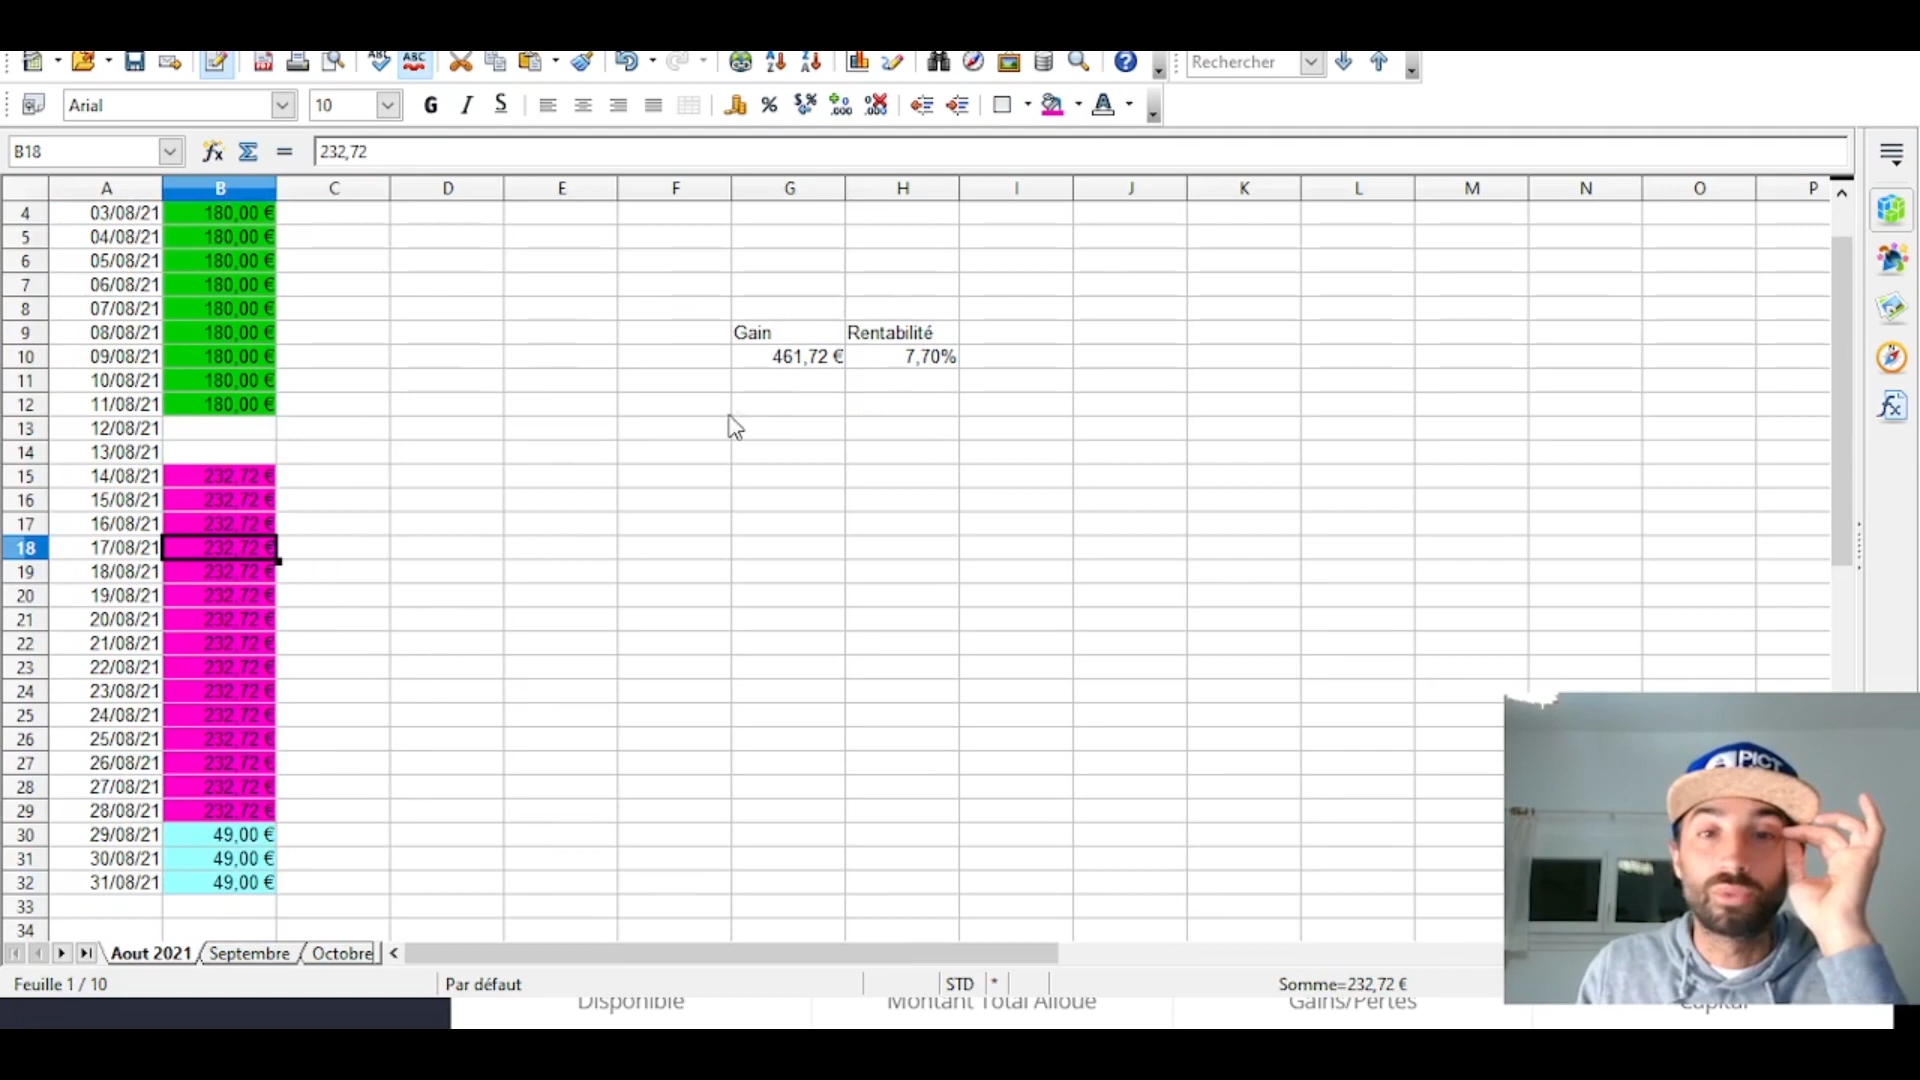 ABC ABC Rechercher
Arial 10 G I S
B18 fx Σ = 232,72
A B C D E F G H I J K L M N O P
4 03/08/21 180,00 €
5 04/08/21 180,00 €
6 05/08/21 180,00 €
7 06/08/21 180,00 €
8 07/08/21 180,00 €
9 08/08/21 180,00 € Gain Rentabilité
10 09/08/21 180,00 € 461,72 € 7,70%
11 10/08/21 180,00 €
12 11/08/21 180,00 €
13 12/08/21
14 13/08/21
15 14/08/21 232,72 €
16 15/08/21 232,72 €
17 16/08/21 232,72 €
18 17/08/21 232,72 €
19 18/08/21 232,72 €
20 19/08/21 232,72 €
21 20/08/21 232,72 €
22 21/08/21 232,72 €
23 22/08/21 232,72 €
24 23/08/21 232,72 €
25 24/08/21 232,72 €
26 25/08/21 232,72 €
27 26/08/21 232,72 €
28 27/08/21 232,72 €
29 28/08/21 232,72 €
30 29/08/21 49,00 €
31 30/08/21 49,00 €
32 31/08/21 49,00 €
33
34
Aout 2021 Septembre Octobre
Feuille 1 / 10 Par défaut STD * Somme=232,72 €
Disponible Montant Total Alloué Gains/Pertes Capital